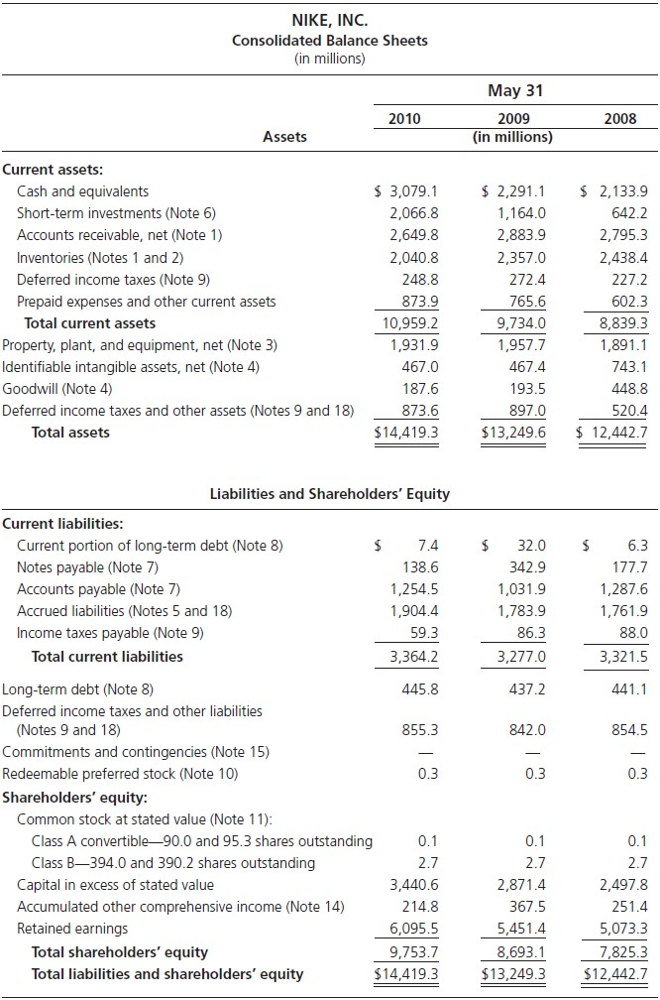 NIKE, INC.
Consolidated Balance Sheets
(in millions)
May 31
2010 2009 2008
Assets (in millions)
Current assets:
Cash and equivalents $ 3,079.1 $ 2,291.1 $ 2,133.9
Short-term investments (Note 6) 2,066.8 1,164.0 642.2
Accounts receivable, net (Note 1) 2,649.8 2,883.9 2,795.3
Inventories (Notes 1 and 2) 2,040.8 2,357.0 2,438.4
Deferred income taxes (Note 9) 248.8 272.4 227.2
Prepaid expenses and other current assets 873.9 765.6 602.3
Total current assets 10,959.2 9,734.0 8,839.3
Property, plant, and equipment, net (Note 3) 1,931.9 1,957.7 1,891.1
Identifiable intangible assets, net (Note 4) 467.0 467.4 743.1
Goodwill (Note 4) 187.6 193.5 448.8
Deferred income taxes and other assets (Notes 9 and 18) 873.6 897.0 520.4
Total assets $14,419.3 $13,249.6 $ 12,442.7
Liabilities and Shareholders' Equity
Current liabilities:
Current portion of long-term debt (Note 8) $ 7.4 $ 32.0 $ 6.3
Notes payable (Note 7) 138.6 342.9 177.7
Accounts payable (Note 7) 1,254.5 1,031.9 1,287.6
Accrued liabilities (Notes 5 and 18) 1,904.4 1,783.9 1,761.9
Income taxes payable (Note 9) 59.3 86.3 88.0
Total current liabilities 3,364.2 3,277.0 3,321.5
Long-term debt (Note 8) 445.8 437.2 441.1
Deferred income taxes and other liabilities
(Notes 9 and 18) 855.3 842.0 854.5
Commitments and contingencies (Note 15) — — —
Redeemable preferred stock (Note 10) 0.3 0.3 0.3
Shareholders' equity:
Common stock at stated value (Note 11):
Class A convertible—90.0 and 95.3 shares outstanding 0.1 0.1 0.1
Class B—394.0 and 390.2 shares outstanding 2.7 2.7 2.7
Capital in excess of stated value 3,440.6 2,871.4 2,497.8
Accumulated other comprehensive income (Note 14) 214.8 367.5 251.4
Retained earnings 6,095.5 5,451.4 5,073.3
Total shareholders' equity 9,753.7 8,693.1 7,825.3
Total liabilities and shareholders' equity $14,419.3 $13,249.3 $12,442.7